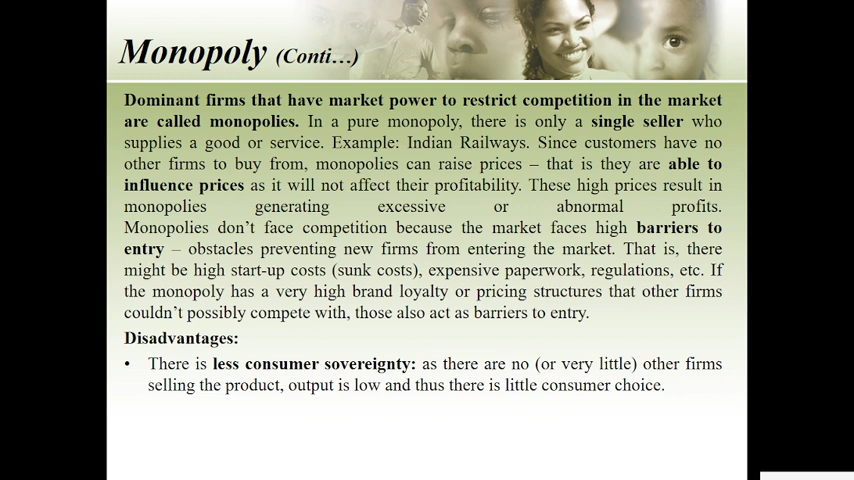 Monopoly (Conti…)
Dominant firms that have market power to restrict competition in the market
are called monopolies. In a pure monopoly, there is only a single seller who
supplies a good or service. Example: Indian Railways. Since customers have no
other firms to buy from, monopolies can raise prices – that is they are able to
influence prices as it will not affect their profitability. These high prices result in
monopolies generating excessive or abnormal profits.
Monopolies don’t face competition because the market faces high barriers to
entry – obstacles preventing new firms from entering the market. That is, there
might be high start-up costs (sunk costs), expensive paperwork, regulations, etc. If
the monopoly has a very high brand loyalty or pricing structures that other firms
couldn’t possibly compete with, those also act as barriers to entry.
Disadvantages:
• There is less consumer sovereignty: as there are no (or very little) other firms
selling the product, output is low and thus there is little consumer choice.